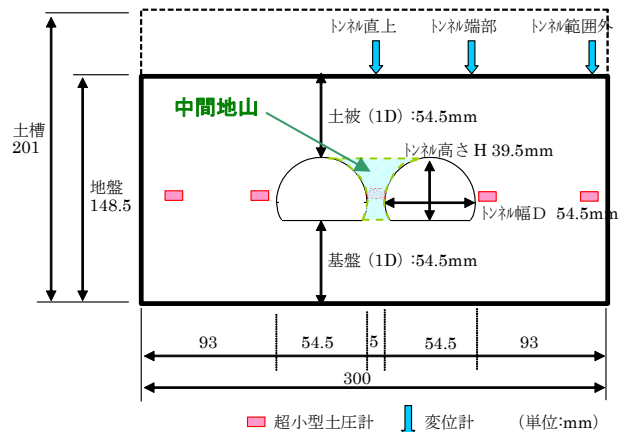 トンネル直上 トンネル端部 トンネル範囲外
中間地山
土被 (1D) :54.5mm
トンネル高さH 39.5mm
土槽
201
地盤
148.5
トンネル幅D 54.5mm
基盤 (1D) :54.5mm
93 54.5 5 54.5 93
300
超小型土圧計 変位計 (単位:mm)